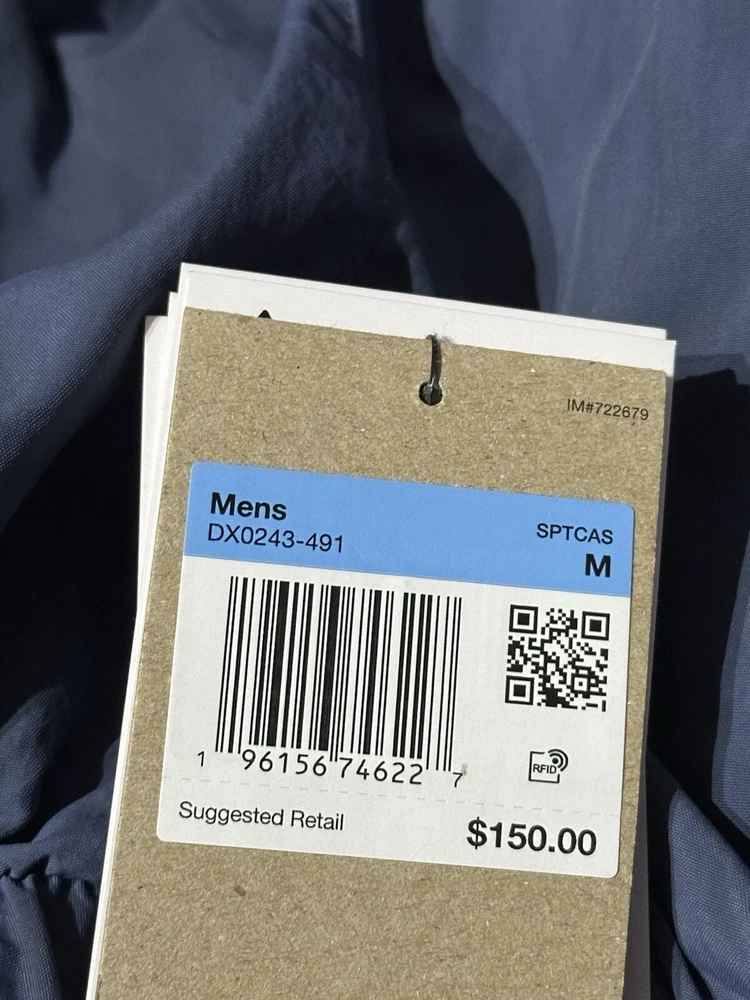 IM#722679
Mens
DX0243-491
SPTCAS
M
1 96156 74622 7
RFID
Suggested Retail
$150.00